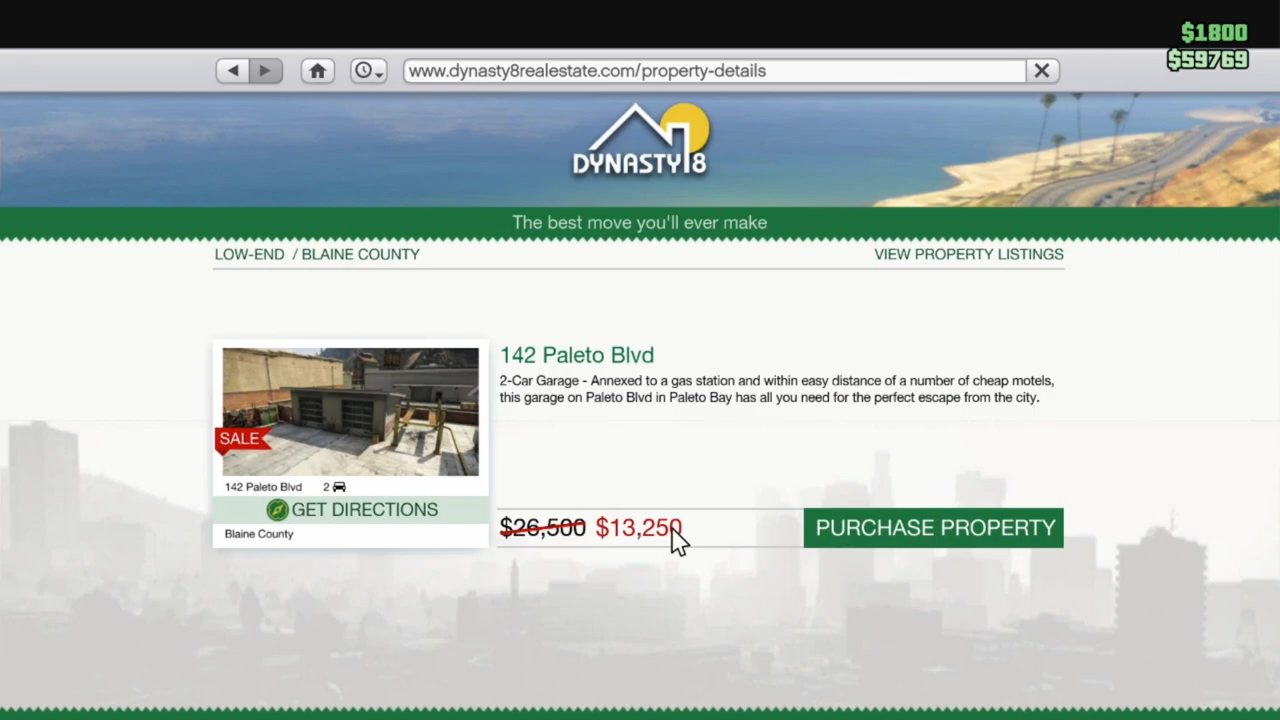 $1800
$59769
www.dynasty8realestate.com/property-details
DYNASTY 8
The best move you'll ever make
LOW-END / BLAINE COUNTY
VIEW PROPERTY LISTINGS
142 Paleto Blvd
2-Car Garage - Annexed to a gas station and within easy distance of a number of cheap motels,
this garage on Paleto Blvd in Paleto Bay has all you need for the perfect escape from the city.
SALE
142 Paleto Blvd 2
GET DIRECTIONS
Blaine County
$26,500 $13,250
PURCHASE PROPERTY